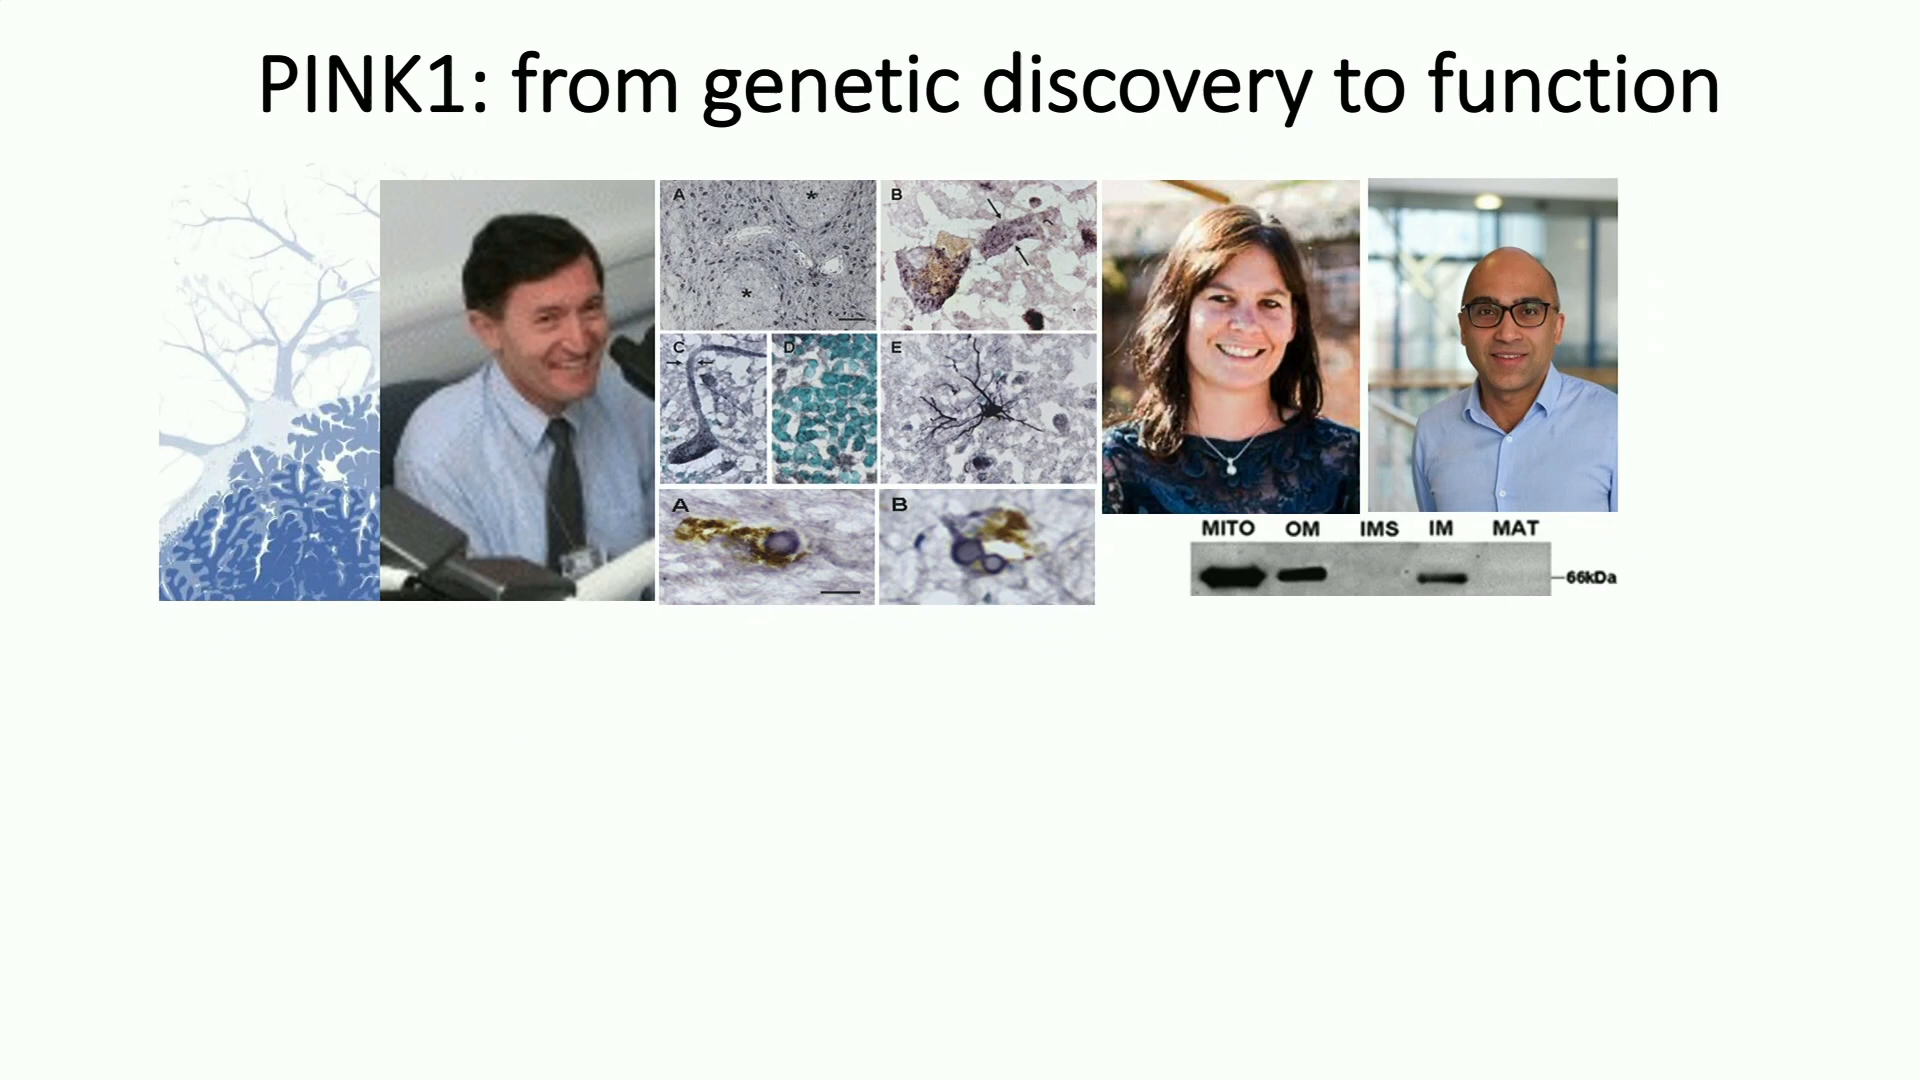 PINK1: from genetic discovery to function
A
B
C
D
E
A
B
MITO OM IMS IM MAT
66kDa